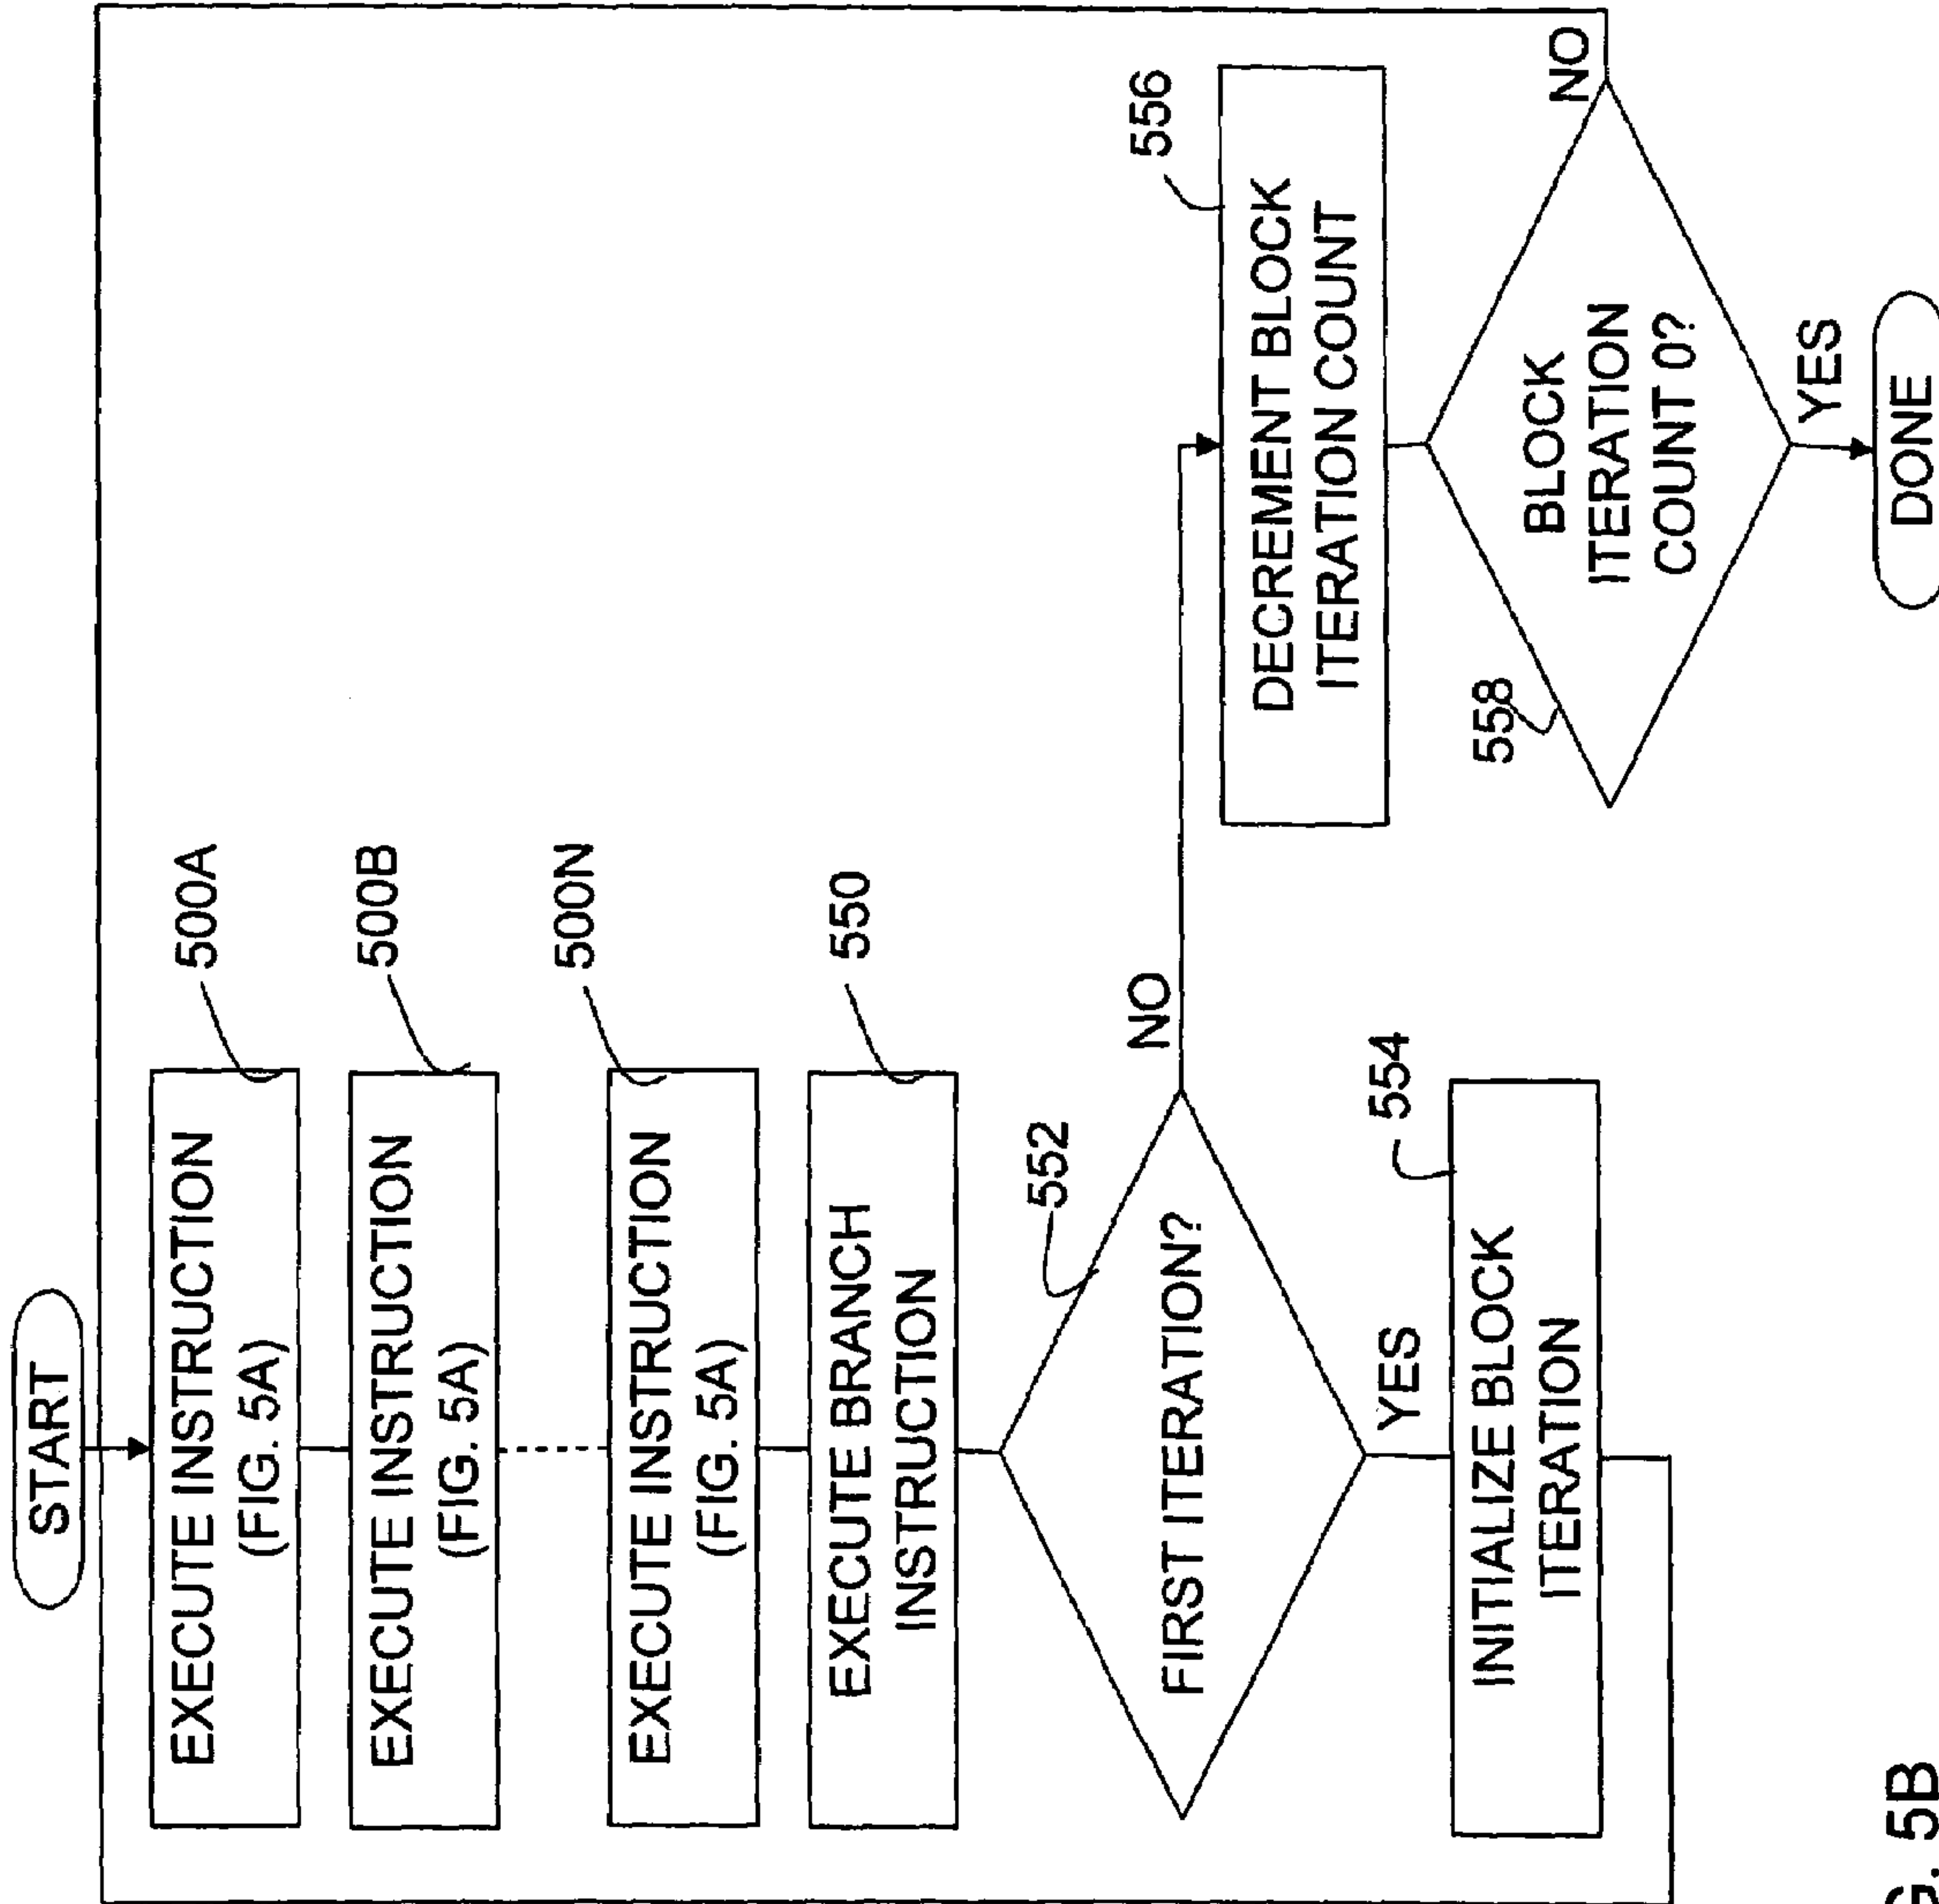 START
EXECUTE INSTRUCTION
(FIG. 5A)
500A
EXECUTE INSTRUCTION
(FIG. 5A)
500B
EXECUTE INSTRUCTION
(FIG. 5A)
500N
EXECUTE BRANCH
INSTRUCTION
550
FIRST ITERATION?
552
NO
YES
INITIALIZE BLOCK
ITERATION
554
DECREMENT BLOCK
ITERATION COUNT
556
BLOCK
ITERATION
COUNT 0?
558
NO
YES
DONE
G. 5B